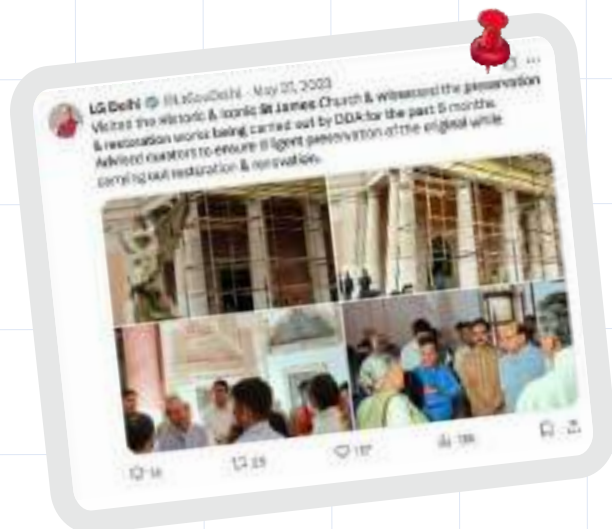 LG Delhi @LtGovDelhi · May 27, 2023
Visited the historic & iconic St James Church & witnessed the preservation
& restoration works being carried out by DDA for the past 6 months.
Advised curators to ensure diligent preservation of the original while
carrying out restoration & renovation.